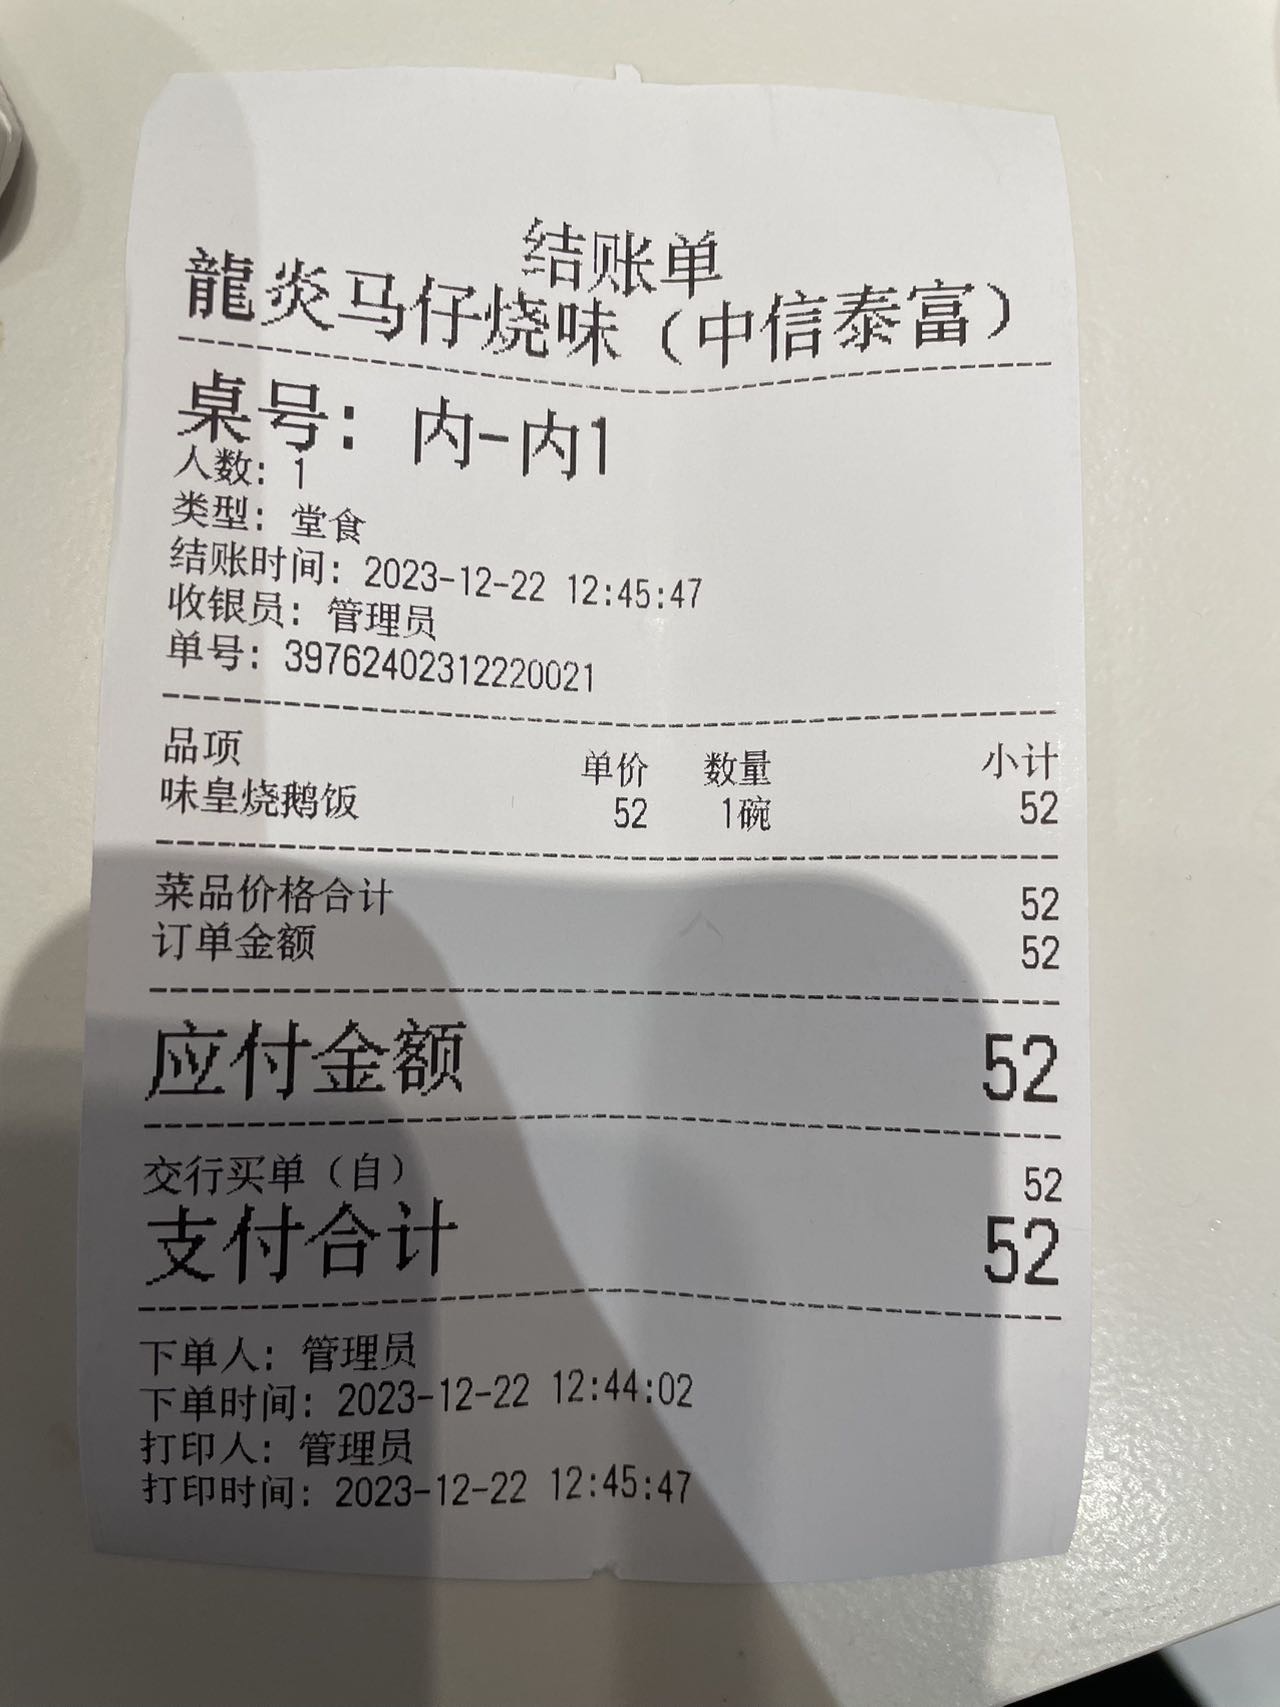 结账单
龍炎马仔烧味（中信泰富）
桌号：内-内1
人数：1
类型：堂食
结账时间：2023-12-22 12:45:47
收银员：管理员
单号：39762402312220021
品项 单价 数量 小计
味皇烧鹅饭 52 1碗 52
菜品价格合计 52
订单金额 52
应付金额 52
交行买单（自） 52
支付合计 52
下单人：管理员
下单时间：2023-12-22 12:44:02
打印人：管理员
打印时间：2023-12-22 12:45:47